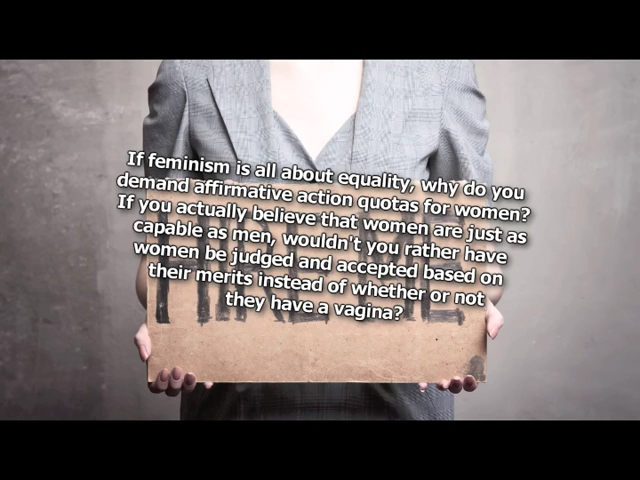 If feminism is all about equality, why do you
demand affirmative action quotas for women?
If you actually believe that women are just as
capable as men, wouldn't you rather have
women be judged and accepted based on
their merits instead of whether or not
they have a vagina?
HIRE ME